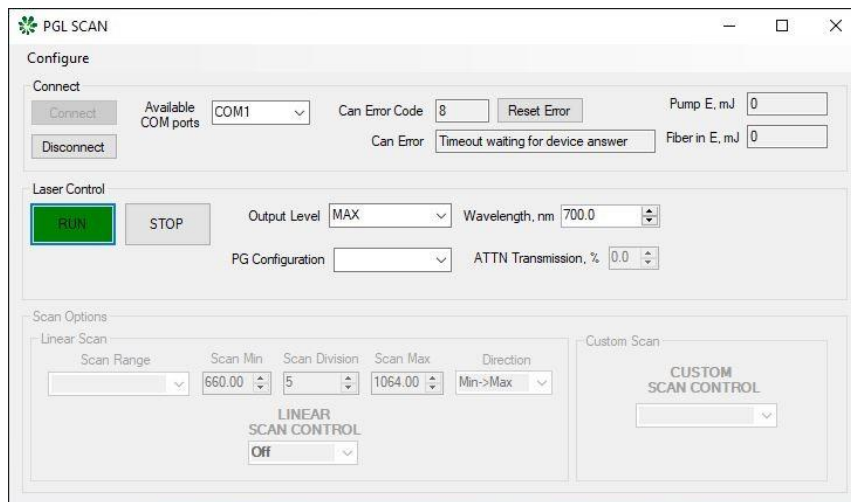 PGL SCAN
Configure
Connect
Connect
Available
COM ports
COM1
Can Error Code 8 Reset Error
Pump E, mJ 0
Disconnect
Can Error Timeout waiting for device answer
Fiber in E, mJ 0
Laser Control
RUN
STOP
Output Level MAX
Wavelength, nm 700.0
PG Configuration
ATTN Transmission, % 0.0
Scan Options
Linear Scan
Scan Range
Scan Min
Scan Division
Scan Max
Direction
660.00
5
1064.00
Min->Max
LINEAR
SCAN CONTROL
Off
Custom Scan
CUSTOM
SCAN CONTROL